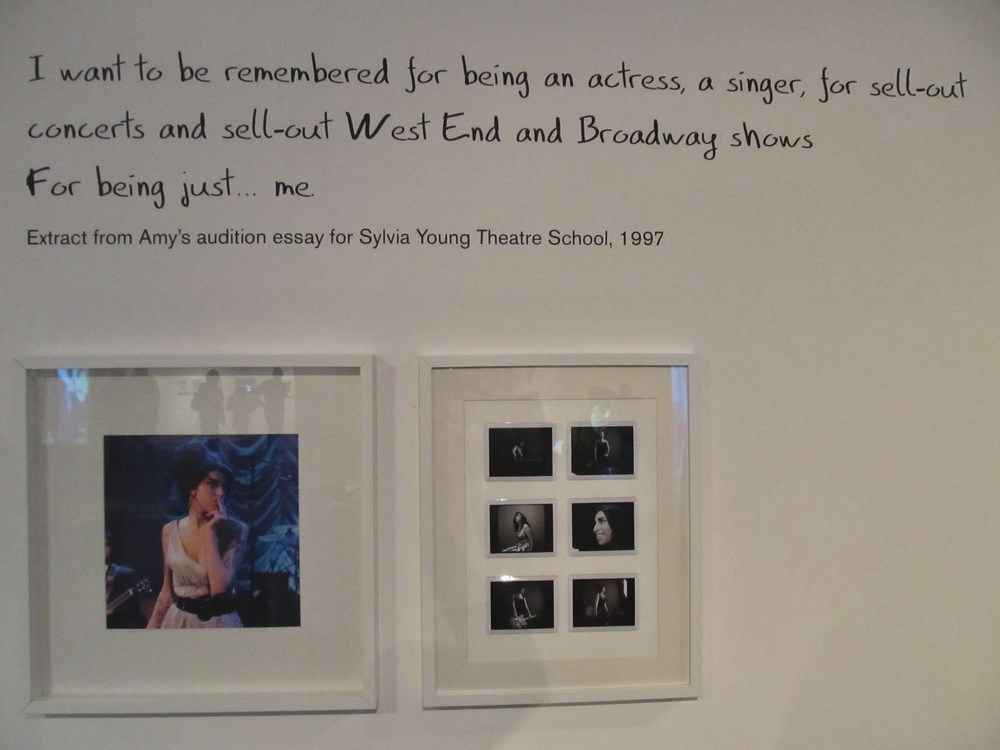 I want to be remembered for being an actress, a singer, for sell-out
concerts and sell-out West End and Broadway shows
For being just... me.
Extract from Amy's audition essay for Sylvia Young Theatre School, 1997